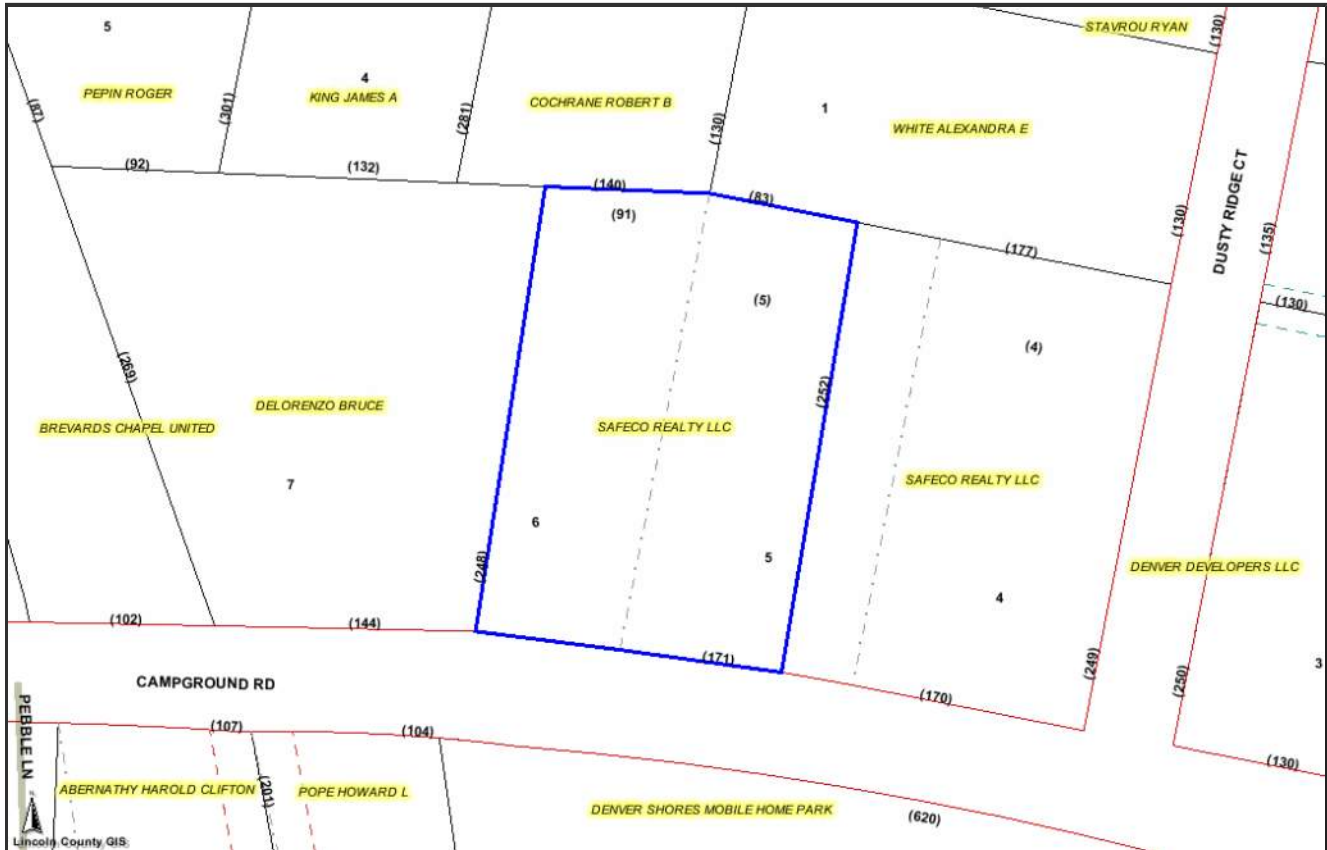 5
STAVROU RYAN
(130)
4
PEPIN ROGER
KING JAMES A
COCHRANE ROBERT B
1
WHITE ALEXANDRA E
(87)
(301)
(281)
(130)
(92)
(132)
(140)
(83)
(91)
(130)
DUSTY RIDGE CT
(135)
(177)
(5)
(130)
(4)
(269)
(252)
DELORENZO BRUCE
BREVARDS CHAPEL UNITED
SAFECO REALTY LLC
7
SAFECO REALTY LLC
6
5
(248)
DENVER DEVELOPERS LLC
4
(102)
(144)
(171)
(249)
(250)
3
CAMPGROUND RD
(170)
PEBBLE LN
(107)
(104)
(130)
ABERNATHY HAROLD CLIFTON
(201)
POPE HOWARD L
DENVER SHORES MOBILE HOME PARK
(620)
Lincoln County GIS